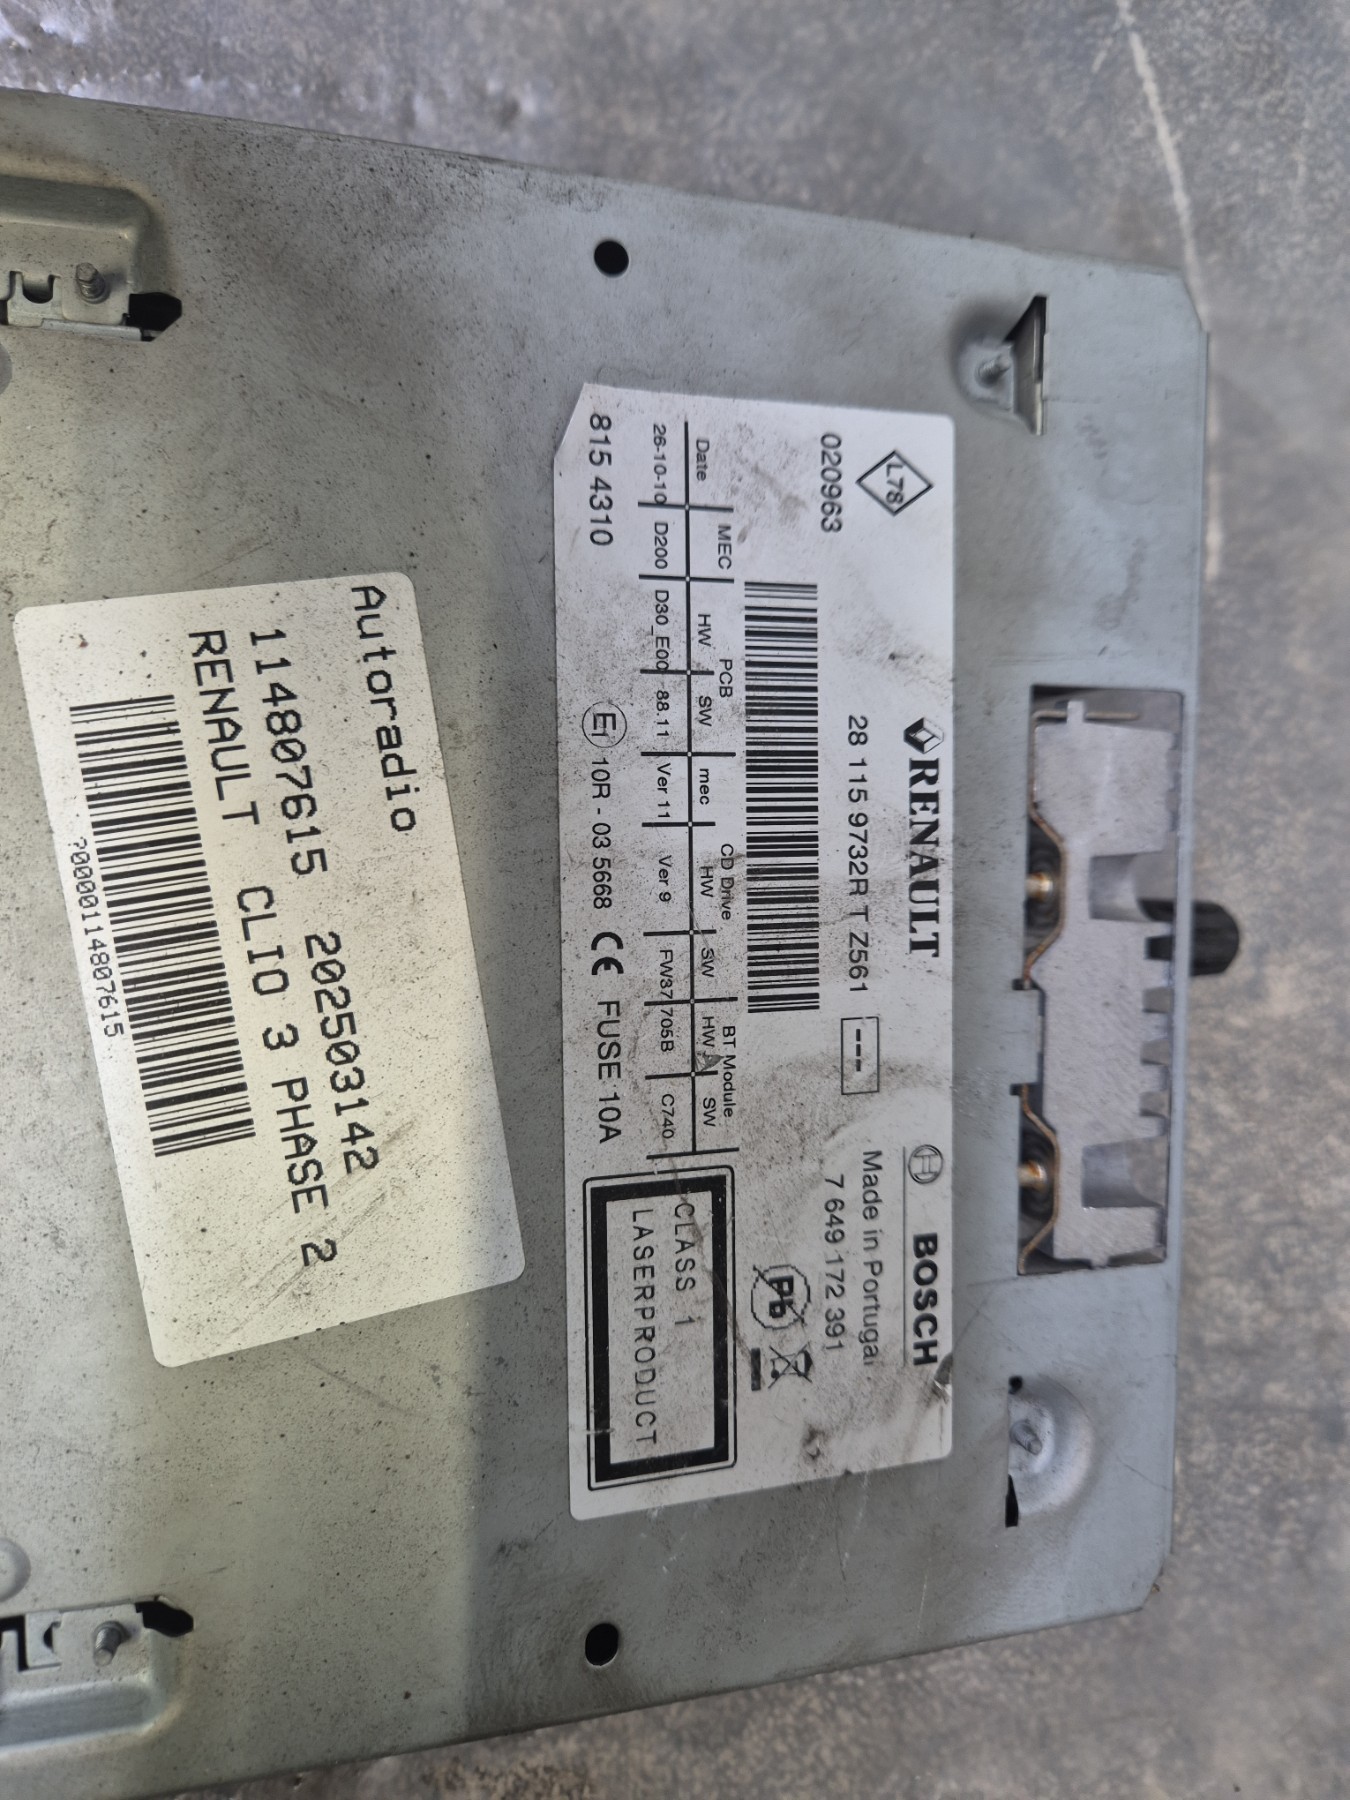 L78
020963
RENAULT
28 115 9732R T Z561
---
BOSCH
Made in Portugal
7 649 172 391
Pb
MEC PCB CD Drive BT Module
Date HW SW mec HW SW HW SW
26-10-10 D200 D30_E00 88.11 Ver 11 Ver 9 FW37 705B C740
815 4310
E1 10R - 03 5668 CE FUSE 10A
CLASS 1
LASERPRODUCT
Autoradio
114807615 202503142
RENAULT CLIO 3 PHASE 2
?00000114807615